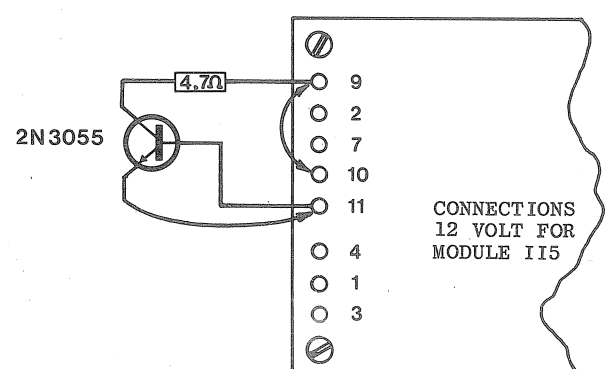 4.7Ω
9
2
2N3055
7
10
11
CONNECTIONS
12 VOLT FOR
MODULE II5
4
1
3